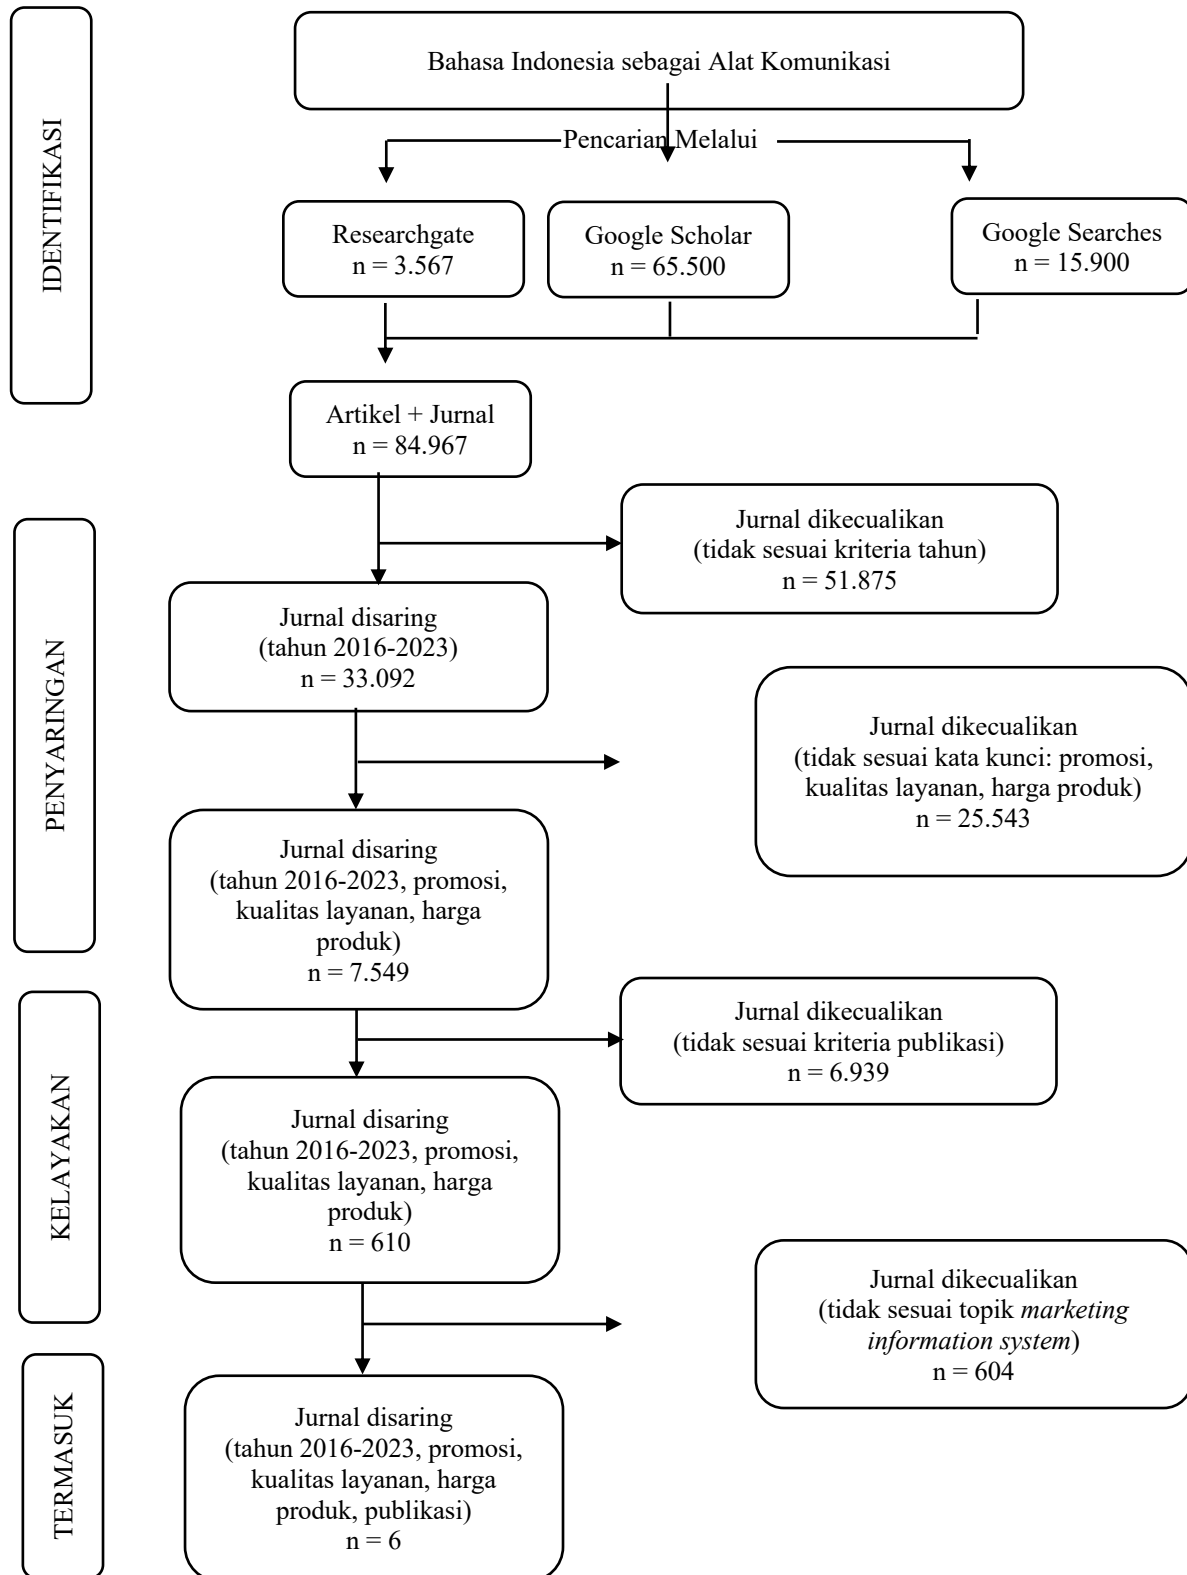 IDENTIFIKASI
Bahasa Indonesia sebagai Alat Komunikasi
Pencarian Melalui
Researchgate
n = 3.567
Google Scholar
n = 65.500
Google Searches
n = 15.900
Artikel + Jurnal
n = 84.967
PENYARINGAN
Jurnal dikecualikan
(tidak sesuai kriteria tahun)
n = 51.875
Jurnal disaring
(tahun 2016-2023)
n = 33.092
Jurnal dikecualikan
(tidak sesuai kata kunci: promosi,
kualitas layanan, harga produk)
n = 25.543
Jurnal disaring
(tahun 2016-2023, promosi,
kualitas layanan, harga
produk)
n = 7.549
KELAYAKAN
Jurnal dikecualikan
(tidak sesuai kriteria publikasi)
n = 6.939
Jurnal disaring
(tahun 2016-2023, promosi,
kualitas layanan, harga
produk)
n = 610
Jurnal dikecualikan
(tidak sesuai topik marketing
information system)
n = 604
TERMASUK
Jurnal disaring
(tahun 2016-2023, promosi,
kualitas layanan, harga
produk, publikasi)
n = 6